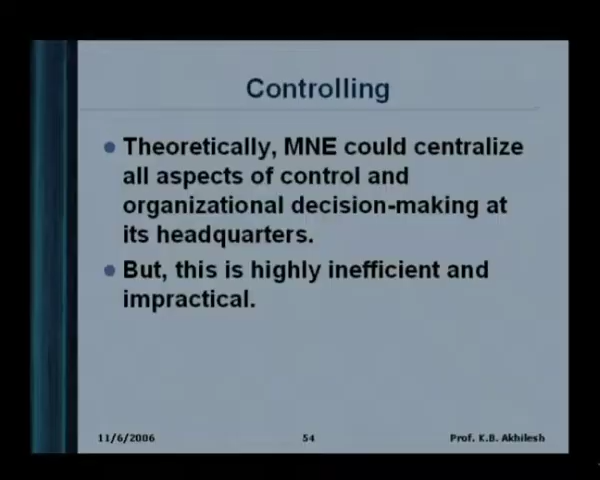 Controlling
Theoretically, MNE could centralize
all aspects of control and
organizational decision-making at
its headquarters.
But, this is highly inefficient and
impractical.
11/6/2006 54 Prof. K.B. Akhilesh